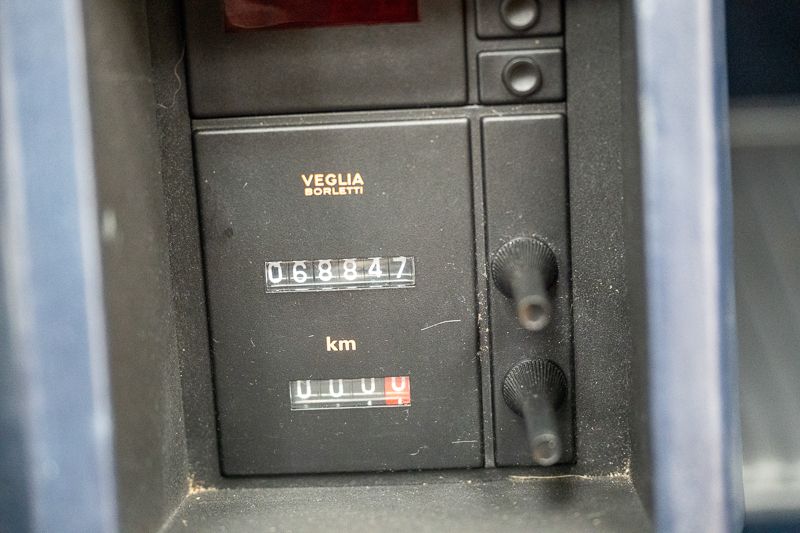 VEGLIA
BORLETTI
068847
km
0000